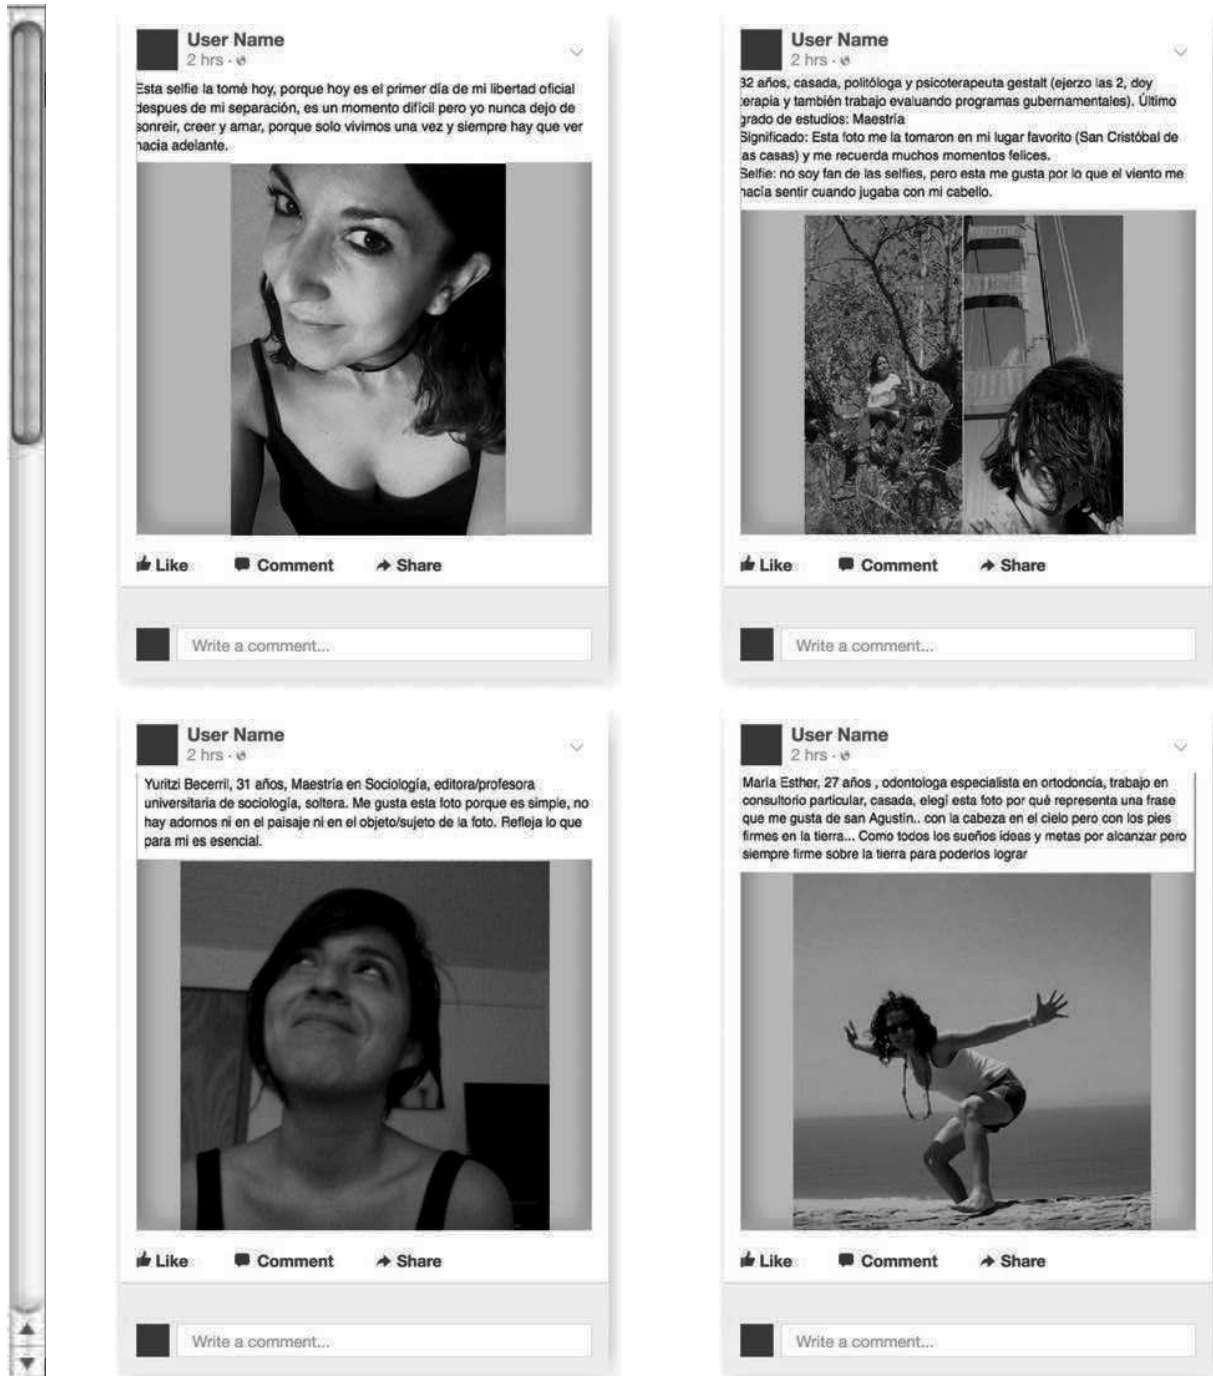 User Name
2 hrs
Esta selfie la tomé hoy, porque hoy es el primer día de mi libertad oficial
despues de mi separación, es un momento difícil pero yo nunca dejo de
sonreir, creer y amar, porque solo vivimos una vez y siempre hay que ver
hacia adelante.
Like Comment Share
Write a comment...
User Name
2 hrs
32 años, casada, politóloga y psicoterapeuta gestalt (ejerzo las 2, doy
terapia y también trabajo evaluando programas gubernamentales). Último
grado de estudios: Maestría
Significado: Esta foto me la tomaron en mi lugar favorito (San Cristóbal de
las casas) y me recuerda muchos momentos felices.
Selfie: no soy fan de las selfies, pero esta me gusta por lo que el viento me
hacía sentir cuando jugaba con mi cabello.
Like Comment Share
Write a comment...
User Name
2 hrs
Yuritzi Becerril, 31 años, Maestría en Sociología, editora/profesora
universitaria de sociología, soltera. Me gusta esta foto porque es simple, no
hay adornos ni en el paisaje ni en el objeto/sujeto de la foto. Refleja lo que
para mi es esencial.
Like Comment Share
Write a comment...
User Name
2 hrs
María Esther, 27 años , odontologa especialista en ortodoncia, trabajo en
consultorio particular, casada, elegí esta foto por qué representa una frase
que me gusta de san Agustín.. con la cabeza en el cielo pero con los pies
firmes en la tierra... Como todos los sueños ideas y metas por alcanzar pero
siempre firme sobre la tierra para poderlos lograr
Like Comment Share
Write a comment...